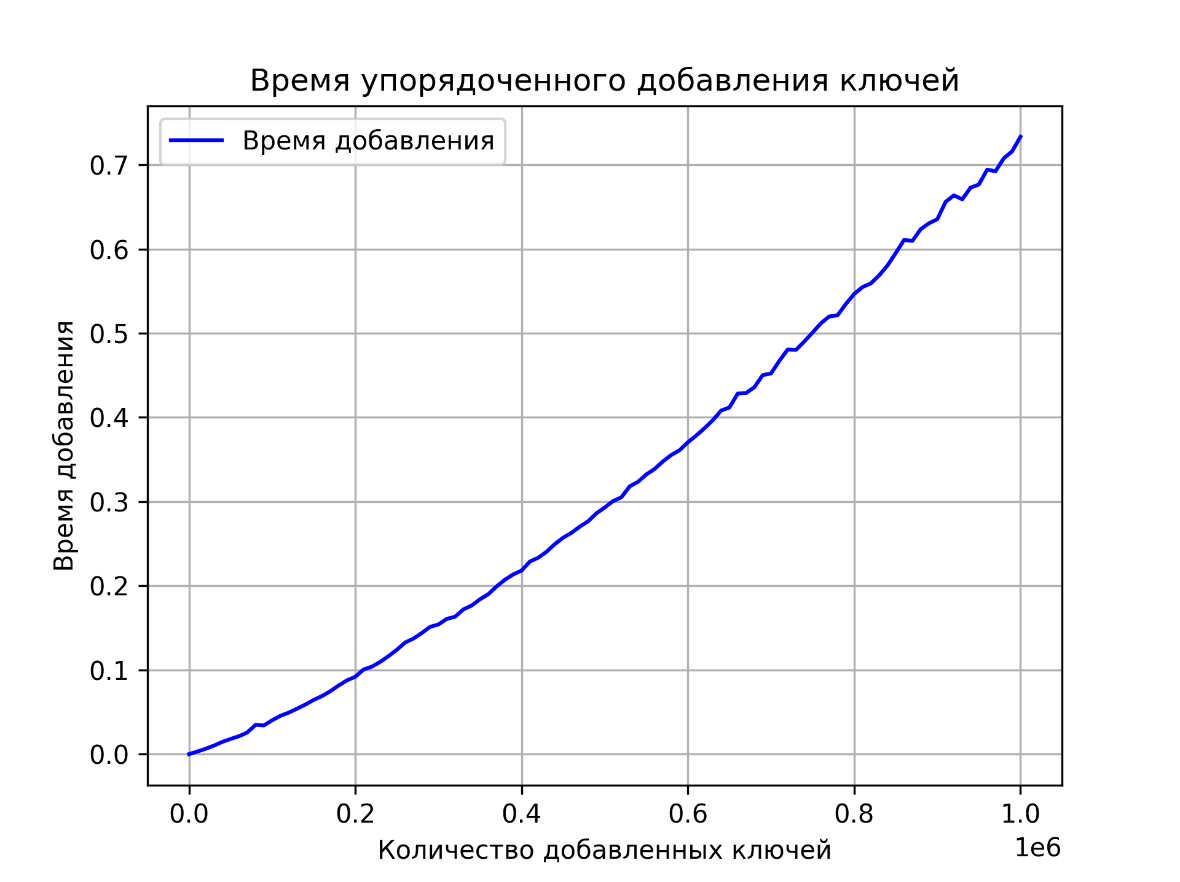 Время упорядоченного добавления ключей
Время добавления
0.7
0.6
0.5
0.4
0.3
0.2
0.1
0.0
Время добавления
0.0 0.2 0.4 0.6 0.8 1.0
1e6
Количество добавленных ключей